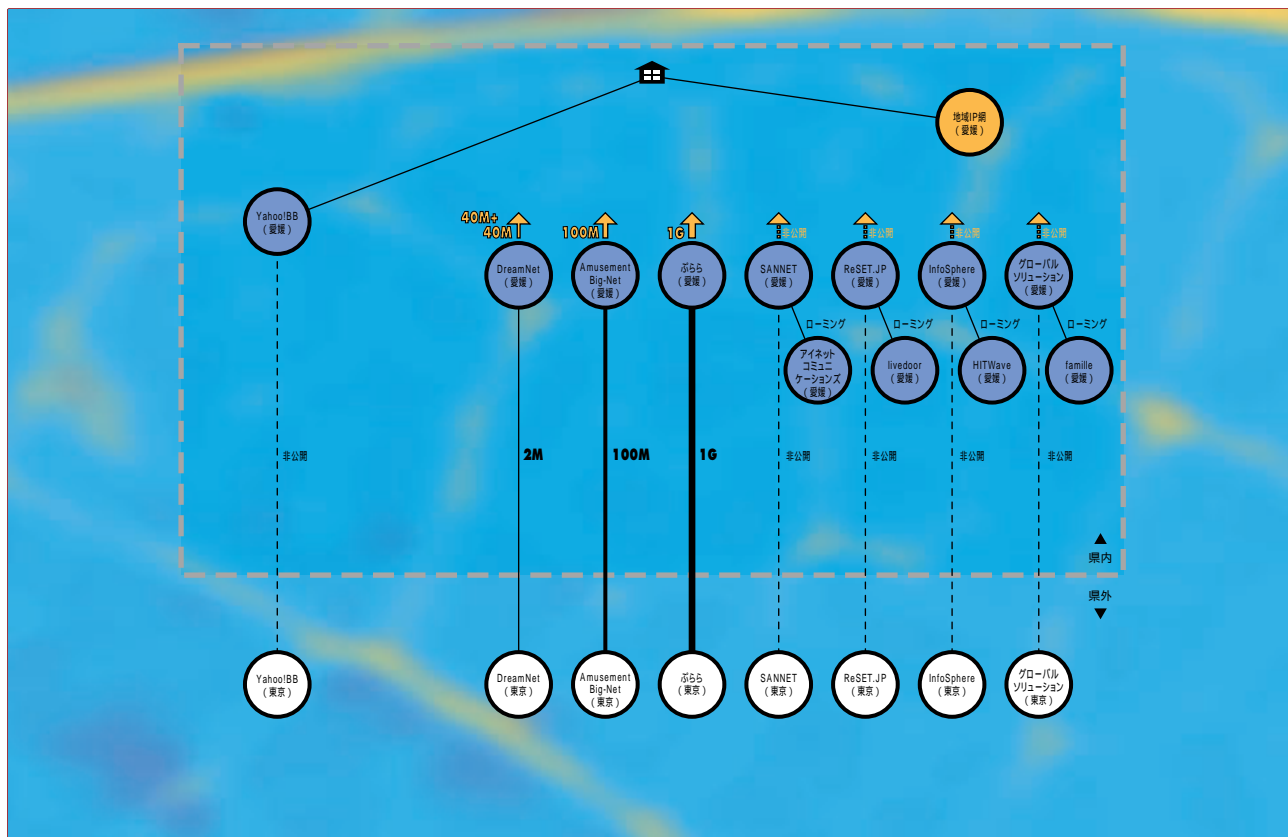 地域IP網
（愛媛）
Yahoo!BB
（愛媛）
40M+
40M
100M
1G
非公開
非公開
非公開
非公開
DreamNet
（愛媛）
Amusement
Big-Net
（愛媛）
ぷらら
（愛媛）
SANNET
（愛媛）
ReSET.JP
（愛媛）
InfoSphere
（愛媛）
グローバル
ソリューション
（愛媛）
ローミング
ローミング
ローミング
ローミング
アイネット
コミュニ
ケーションズ
（愛媛）
livedoor
（愛媛）
HITWave
（愛媛）
famille
（愛媛）
非公開
2M
100M
1G
非公開
非公開
非公開
非公開
▲
県内
県外
▼
Yahoo!BB
（東京）
DreamNet
（東京）
Amusement
Big-Net
（東京）
ぷらら
（東京）
SANNET
（東京）
ReSET.JP
（東京）
InfoSphere
（東京）
グローバル
ソリューション
（東京）